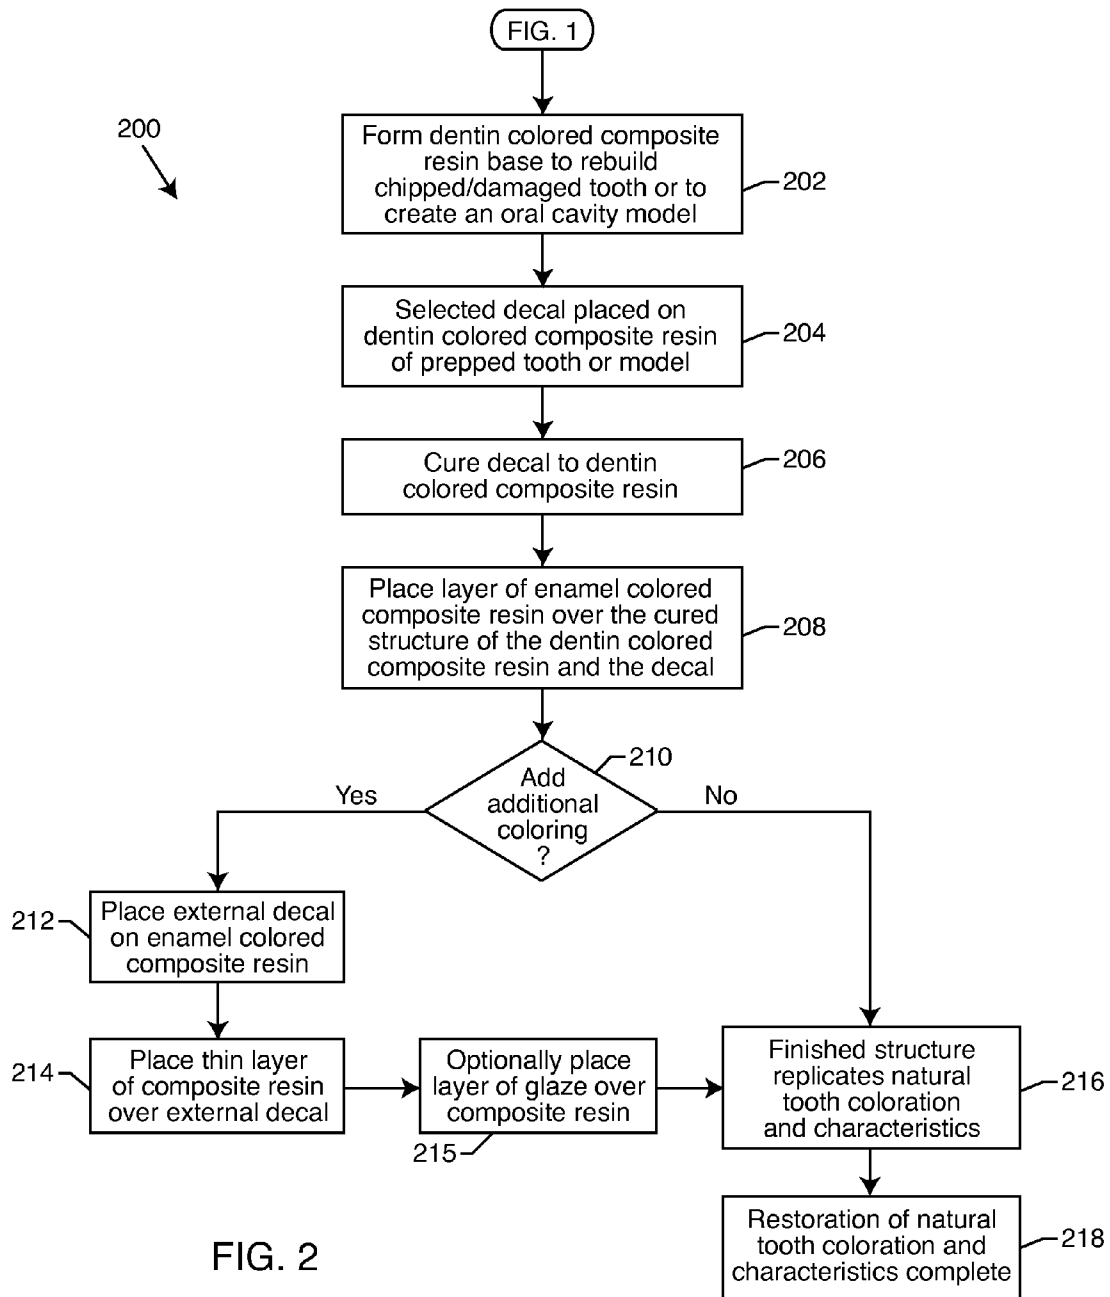 FIG. 1
200
Form dentin colored composite
resin base to rebuild
chipped/damaged tooth or to
create an oral cavity model
202
Selected decal placed on
dentin colored composite resin
of prepped tooth or model
204
Cure decal to dentin
colored composite resin
206
Place layer of enamel colored
composite resin over the cured
structure of the dentin colored
composite resin and the decal
208
210
Add
additional
coloring
?
Yes
No
212
Place external decal
on enamel colored
composite resin
214
Place thin layer
of composite resin
over external decal
Optionally place
layer of glaze over
composite resin
215
Finished structure
replicates natural
tooth coloration
and characteristics
216
Restoration of natural
tooth coloration and
characteristics complete
218
FIG. 2